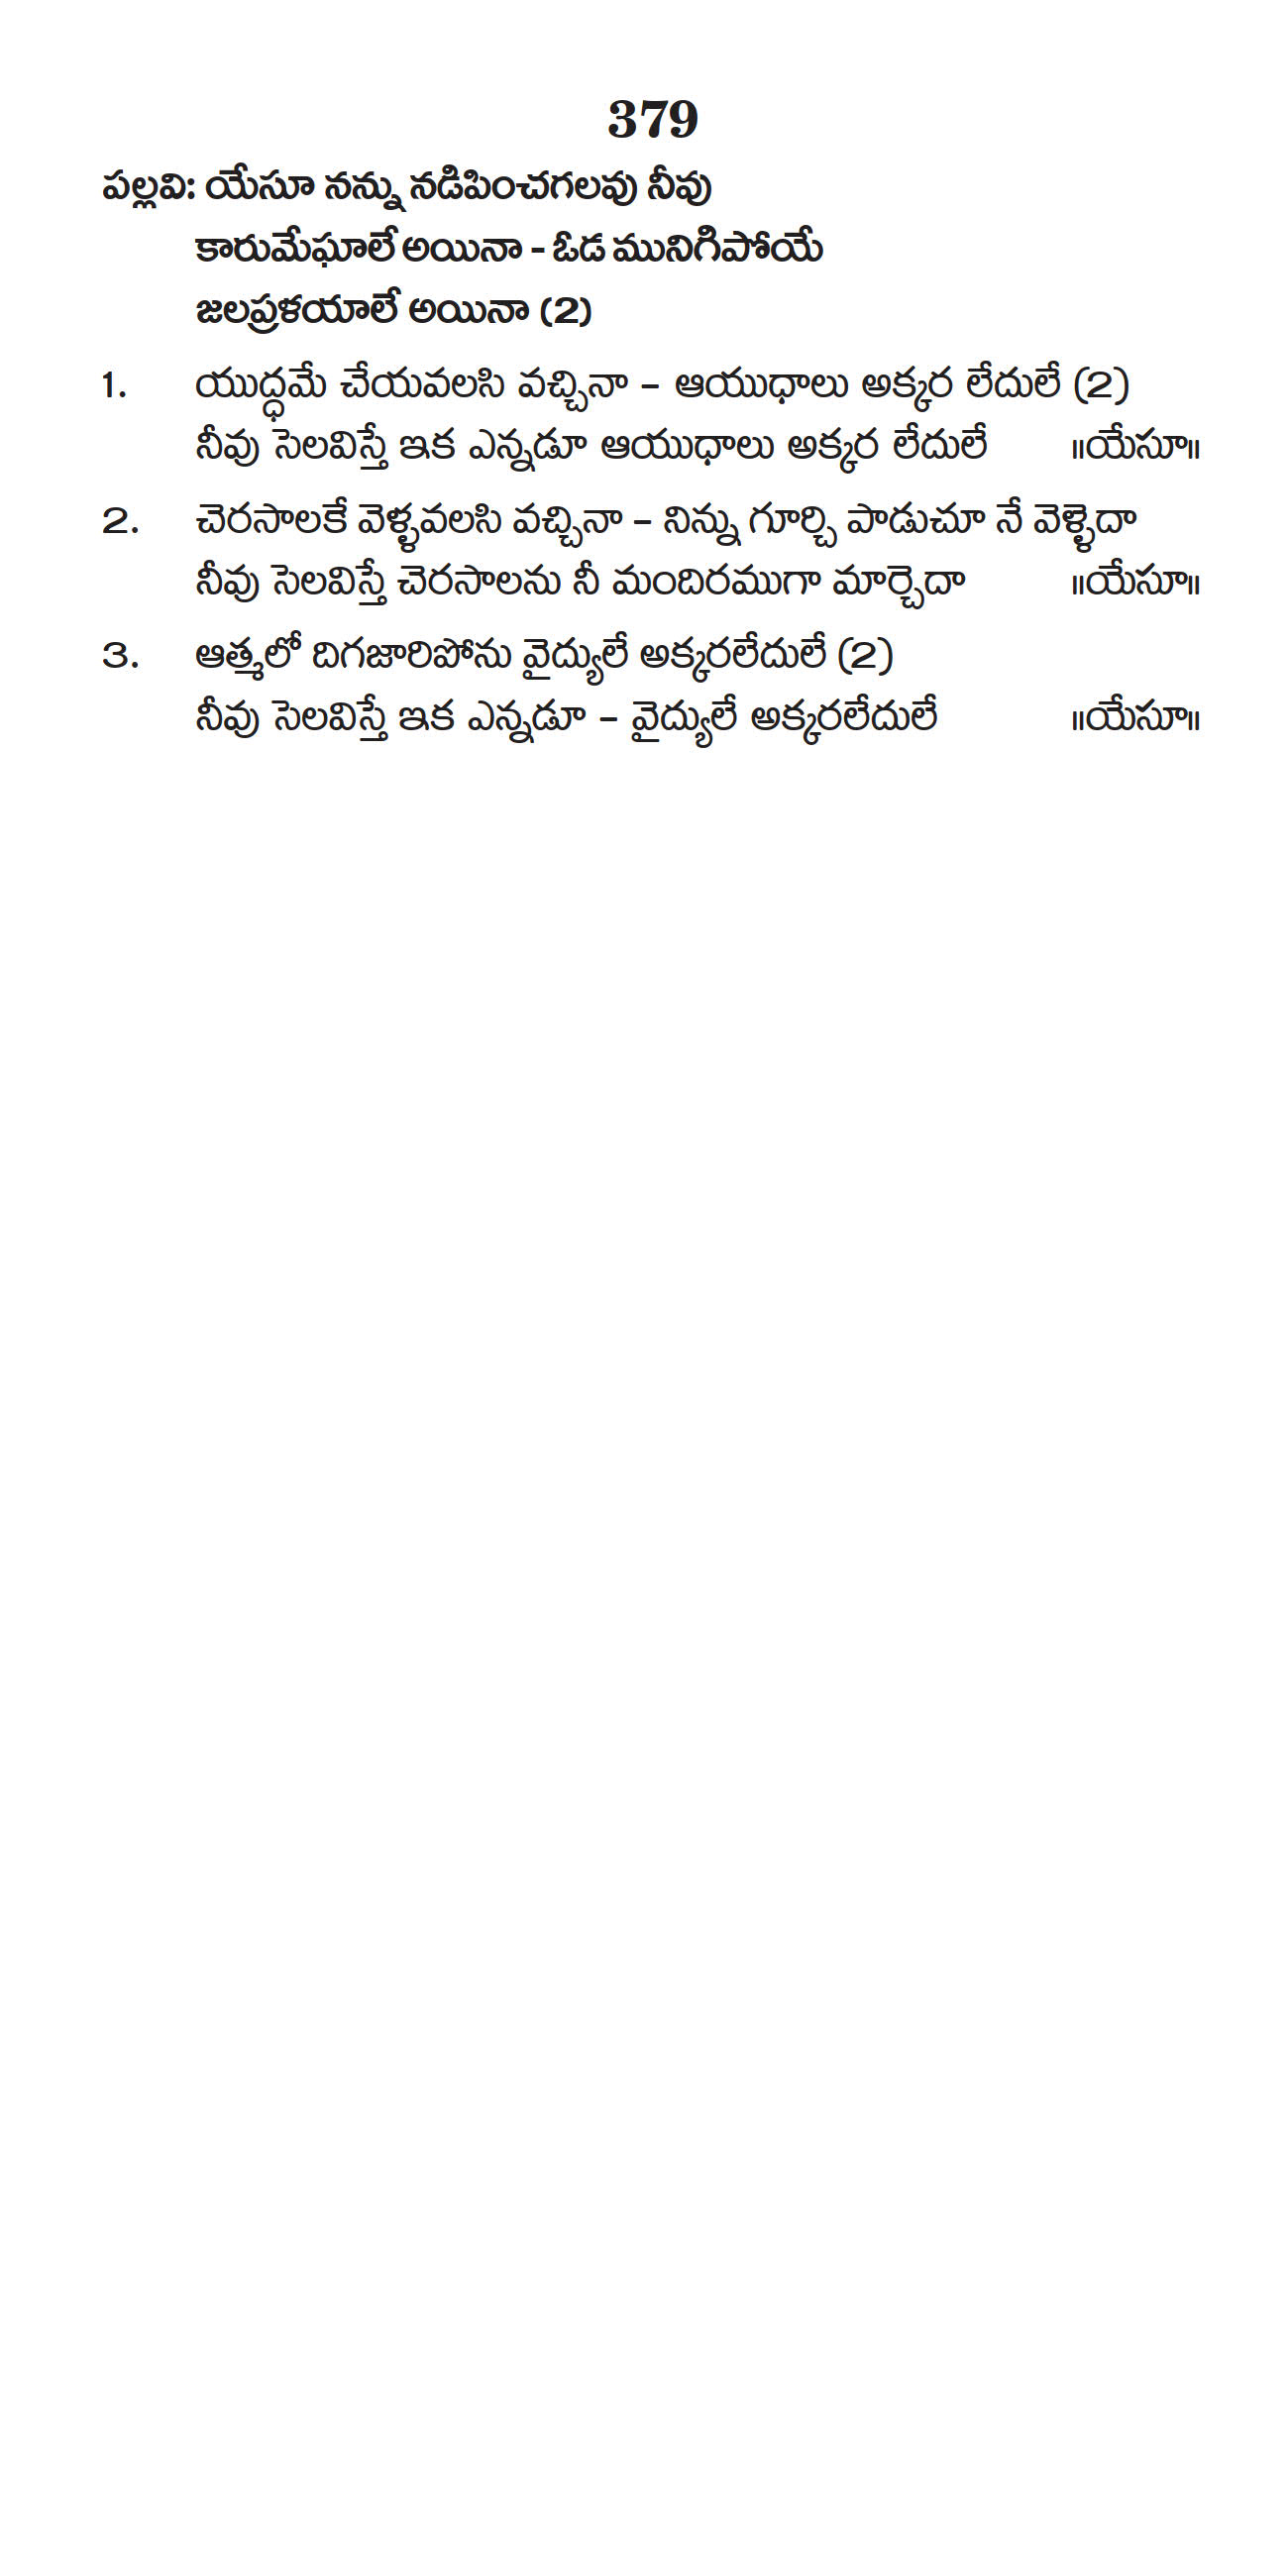 379
పల్లవి: యేసూ నన్ను నడిపించగలవు నీవు
కారుమేఘాలే అయినా - ఓడ మునిగిపోయే
జలప్రళయాలే అయినా (2)
1. యుద్ధమే చేయవలసి వచ్చినా – ఆయుధాలు అక్కర లేదులే (2)
నీవు సెలవిస్తే ఇక ఎన్నడూ ఆయుధాలు అక్కర లేదులే ॥యేసూ॥
2. చెరసాలకే వెళ్ళవలసి వచ్చినా – నిన్ను గూర్చి పాడుచూ నే వెళ్ళెదా
నీవు సెలవిస్తే చెరసాలను నీ మందిరముగా మార్చెదా ॥యేసూ॥
3. ఆత్మలో దిగజారిపోను వైద్యులే అక్కరలేదులే (2)
నీవు సెలవిస్తే ఇక ఎన్నడూ – వైద్యులే అక్కరలేదులే ॥యేసూ॥